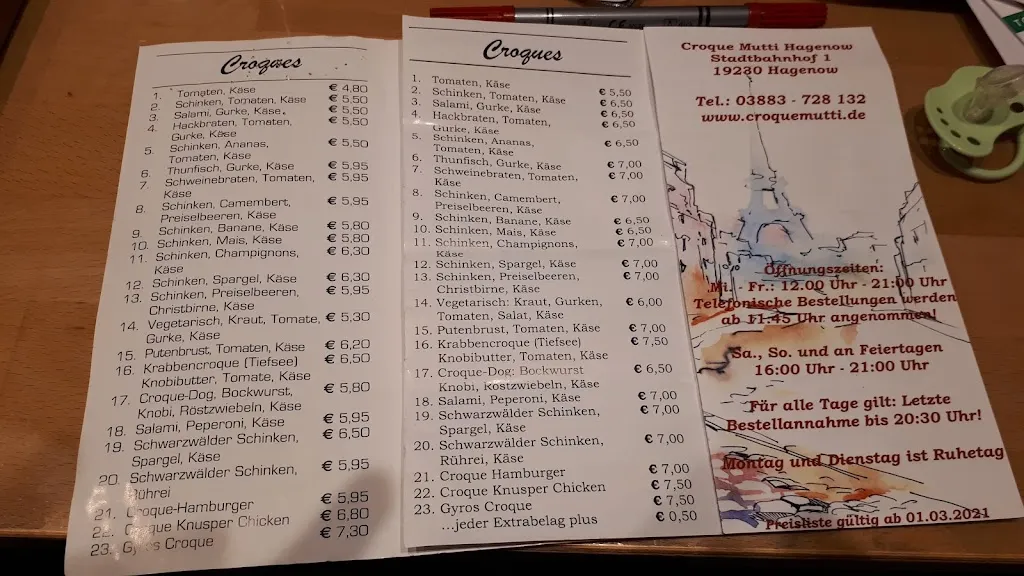 Croques
1. Tomaten, Käse € 4,80
2. Schinken, Tomaten, Käse € 5,50
3. Salami, Gurke, Käse, € 5,50
4. Hackbraten, Tomaten, € 5,50
Gurke, Käse
5. Schinken, Ananas, € 5,50
Tomaten, Käse
6. Thunfisch, Gurke, Käse € 5,95
7. Schweinebraten, Tomaten, € 5,95
Käse
8. Schinken, Camembert, € 5,95
Preiselbeeren, Käse
9. Schinken, Banane, Käse € 5,80
10. Schinken, Mais, Käse € 5,80
11. Schinken, Champignons, € 6,30
Käse
12. Schinken, Spargel, Käse € 6,30
13. Schinken, Preiselbeeren, € 5,95
Christbirne, Käse
14. Vegetarisch, Kraut, Tomate, € 5,30
Gurke, Käse
15. Putenbrust, Tomaten, Käse € 6,20
16. Krabbencroque (Tiefsee) € 6,50
Knobibutter, Tomate, Käse
17. Croque-Dog, Bockwurst, € 5,80
Knobi, Röstzwiebeln, Käse
18. Salami, Peperoni, Käse € 5,95
19. Schwarzwälder Schinken, € 6,50
Spargel, Käse
20. Schwarzwälder Schinken, € 5,95
Rührei
21. Croque-Hamburger € 5,95
22. Croque Knusper Chicken € 6,80
23. Gyros Croque € 7,30
Croques
1. Tomaten, Käse € 5,50
2. Schinken, Tomaten, Käse € 6,50
3. Salami, Gurke, Käse € 6,50
4. Hackbraten, Tomaten, € 6,50
Gurke, Käse
5. Schinken, Ananas, € 6,50
Tomaten, Käse
6. Thunfisch, Gurke, Käse € 7,00
7. Schweinebraten, Tomaten, € 7,00
Käse
8. Schinken, Camembert, € 7,00
Preiselbeeren, Käse
9. Schinken, Banane, Käse € 6,50
10. Schinken, Mais, Käse € 6,50
11. Schinken, Champignons, € 7,00
Käse
12. Schinken, Spargel, Käse € 7,00
13. Schinken, Preiselbeeren, € 7,00
Christbirne, Käse
14. Vegetarisch: Kraut, Gurken, € 6,00
Tomaten, Salat, Käse
15. Putenbrust, Tomaten, Käse € 7,00
16. Krabbencroque (Tiefsee) € 7,50
Knobibutter, Tomaten, Käse
17. Croque-Dog: Bockwurst € 6,50
Knobi, Röstzwiebeln, Käse
18. Salami, Peperoni, Käse € 7,00
19. Schwarzwälder Schinken, € 7,00
Spargel, Käse
20. Schwarzwälder Schinken, € 7,00
Rührei, Käse
21. Croque Hamburger € 7,00
22. Croque Knusper Chicken € 7,50
23. Gyros Croque € 7,50
...jeder Extrabelag plus € 0,50
Croque Mutti Hagenow
Stadtbahnhof 1
19230 Hagenow
Tel.: 03883 - 728 132
www.croquemutti.de
Öffnungszeiten:
Mi. - Fr.: 12.00 Uhr - 21:00 Uhr
Telefonische Bestellungen werden
ab 11.45 Uhr angenommen!
Sa., So. und an Feiertagen
16:00 Uhr - 21:00 Uhr
Für alle Tage gilt: Letzte
Bestellannahme bis 20:30 Uhr!
Montag und Dienstag ist Ruhetag
Preisliste gültig ab 01.03.2021